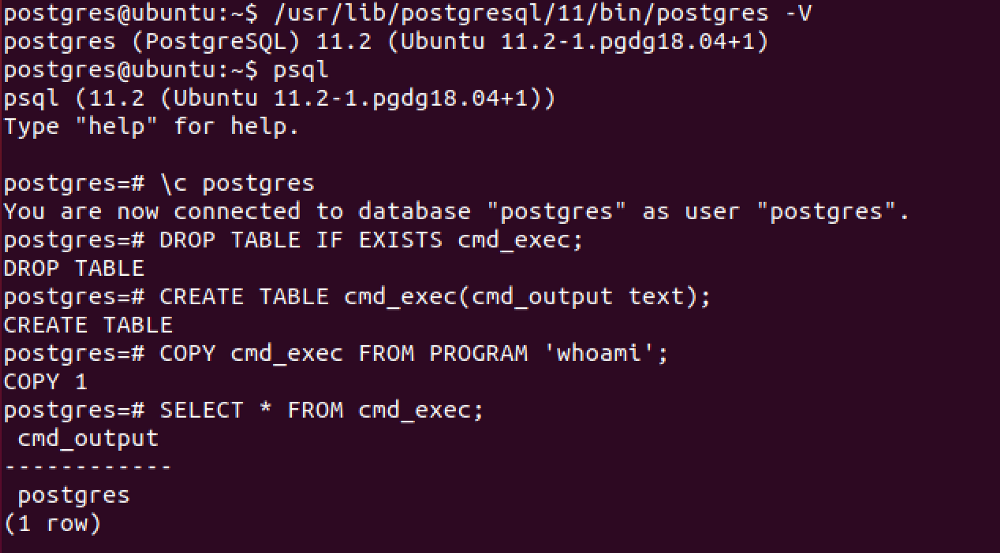 postgres@ubuntu:~$ /usr/lib/postgresql/11/bin/postgres -V
postgres (PostgreSQL) 11.2 (Ubuntu 11.2-1.pgdg18.04+1)
postgres@ubuntu:~$ psql
psql (11.2 (Ubuntu 11.2-1.pgdg18.04+1))
Type "help" for help.

postgres=# \c postgres
You are now connected to database "postgres" as user "postgres".
postgres=# DROP TABLE IF EXISTS cmd_exec;
DROP TABLE
postgres=# CREATE TABLE cmd_exec(cmd_output text);
CREATE TABLE
postgres=# COPY cmd_exec FROM PROGRAM 'whoami';
COPY 1
postgres=# SELECT * FROM cmd_exec;
 cmd_output
------------
 postgres
(1 row)